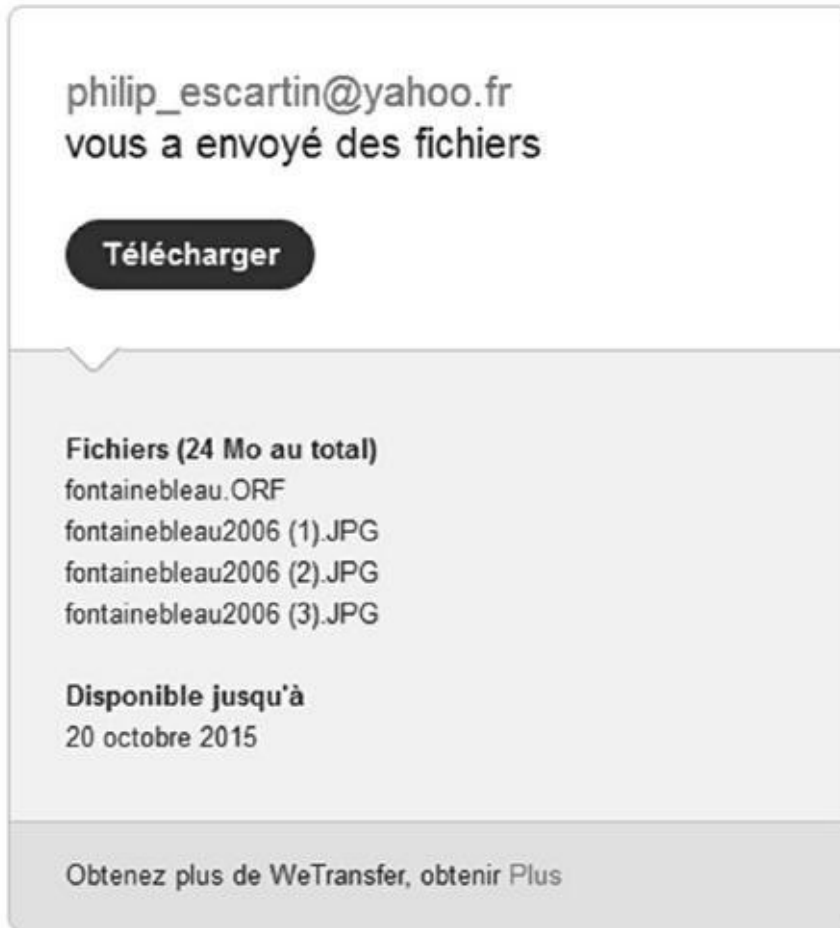 philip_escartin@yahoo.fr
vous a envoyé des fichiers
Télécharger
Fichiers (24 Mo au total)
fontainebleau.ORF
fontainebleau2006 (1).JPG
fontainebleau2006 (2).JPG
fontainebleau2006 (3).JPG
Disponible jusqu'à
20 octobre 2015
Obtenez plus de WeTransfer, obtenir Plus